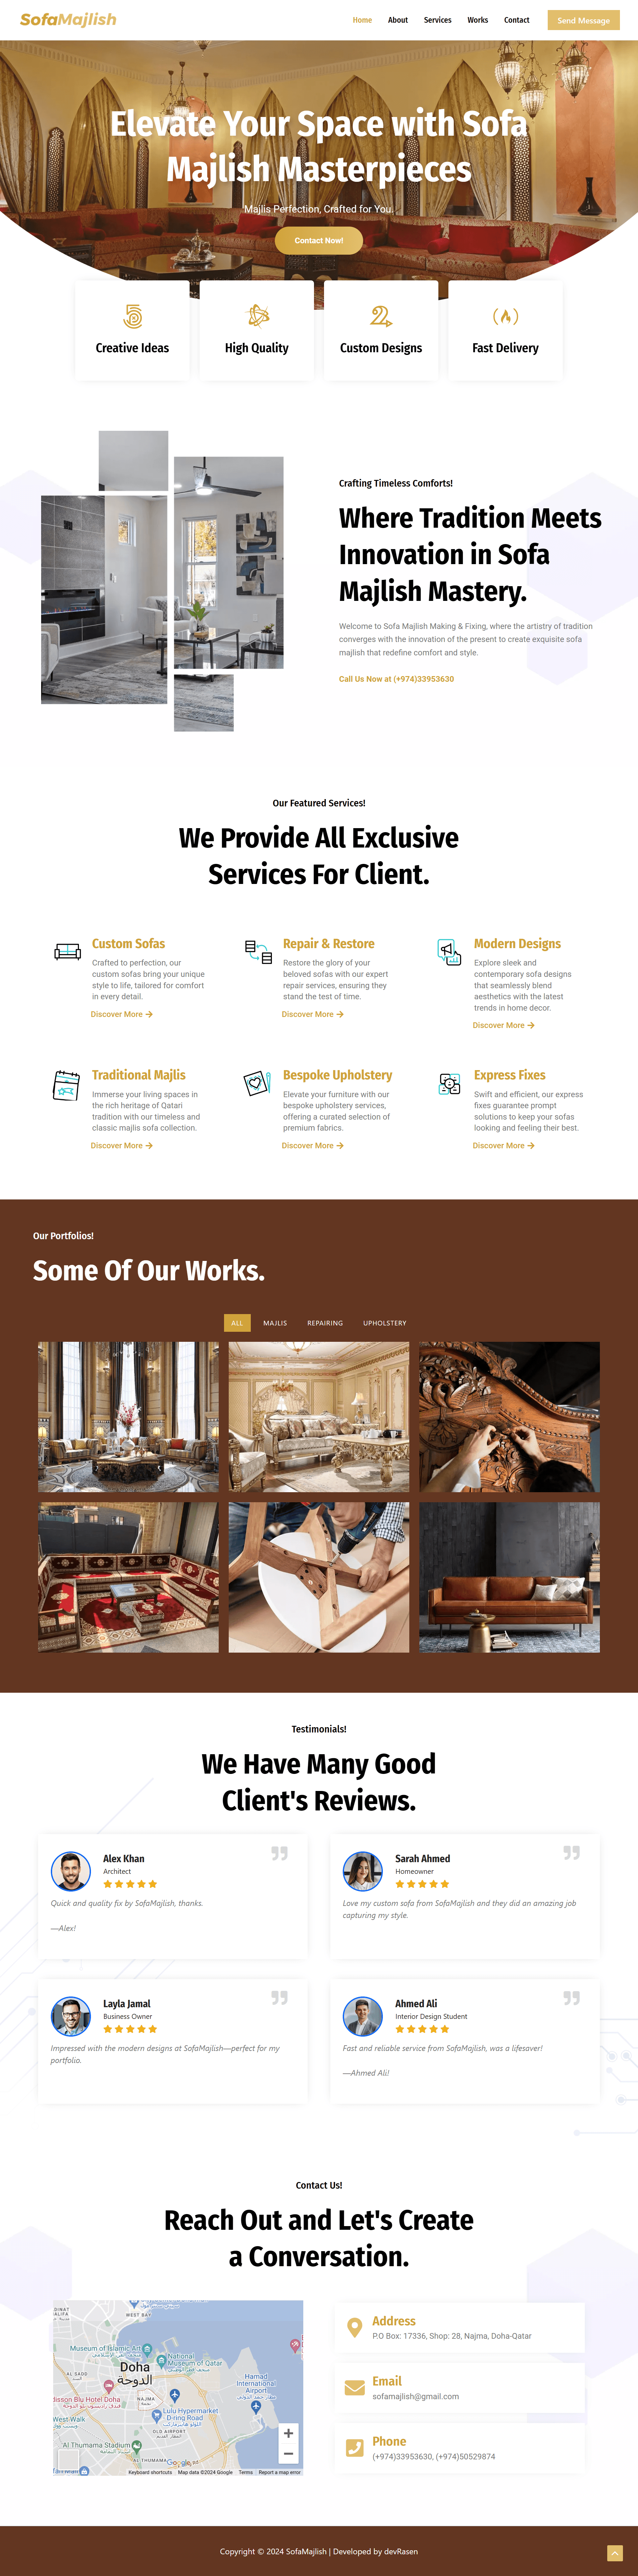 SofaMajlish
Home About Services Works Contact Send Message
Elevate Your Space with Sofa
Majlish Masterpieces
Majlis Perfection, Crafted for You.
Contact Now!
Creative Ideas
High Quality
Custom Designs
Fast Delivery
Crafting Timeless Comforts!
Where Tradition Meets
Innovation in Sofa
Majlish Mastery.
Welcome to Sofa Majlish Making & Fixing, where the artistry of tradition
converges with the innovation of the present to create exquisite sofa
majlish that redefine comfort and style.
Call Us Now at (+974)33953630
Our Featured Services!
We Provide All Exclusive
Services For Client.
Custom Sofas
Crafted to perfection, our
custom sofas bring your unique
style to life, tailored for comfort
in every detail.
Discover More
Repair & Restore
Restore the glory of your
beloved sofas with our expert
repair services, ensuring they
stand the test of time.
Discover More
Modern Designs
Explore sleek and
contemporary sofa designs
that seamlessly blend
aesthetics with the latest
trends in home decor.
Discover More
Traditional Majlis
Immerse your living spaces in
the rich heritage of Qatari
tradition with our timeless and
classic majlis sofa collection.
Discover More
Bespoke Upholstery
Elevate your furniture with our
bespoke upholstery services,
offering a curated selection of
premium fabrics.
Discover More
Express Fixes
Swift and efficient, our express
fixes guarantee prompt
solutions to keep your sofas
looking and feeling their best.
Discover More
Our Portfolios!
Some Of Our Works.
ALL MAJLIS REPAIRING UPHOLSTERY
Testimonials!
We Have Many Good
Client's Reviews.
Alex Khan
Architect
Quick and quality fix by SofaMajlish, thanks.
—Alex!
Sarah Ahmed
Homeowner
Love my custom sofa from SofaMajlish and they did an amazing job
capturing my style.
Layla Jamal
Business Owner
Impressed with the modern designs at SofaMajlish—perfect for my
portfolio.
Ahmed Ali
Interior Design Student
Fast and reliable service from SofaMajlish, was a lifesaver!
—Ahmed Ali!
Contact Us!
Reach Out and Let's Create
a Conversation.
WEST BAY
Museum of Islamic Art
National
Museum of Qatar
Doha
الدوحة
AL SADD
Hamad
International
Airport
disson Blu Hotel Doha
NAJMA
Lulu Hypermarket
D-ring Road
West-Walk
OLD AIRPORT
Al Thumama Stadium
AL THUMAMA
Google
Keyboard shortcuts Map data ©2024 Google Terms Report a map error
Address
P.O Box: 17336, Shop: 28, Najma, Doha-Qatar
Email
sofamajlish@gmail.com
Phone
(+974)33953630, (+974)50529874
Copyright © 2024 SofaMajlish | Developed by devRasen